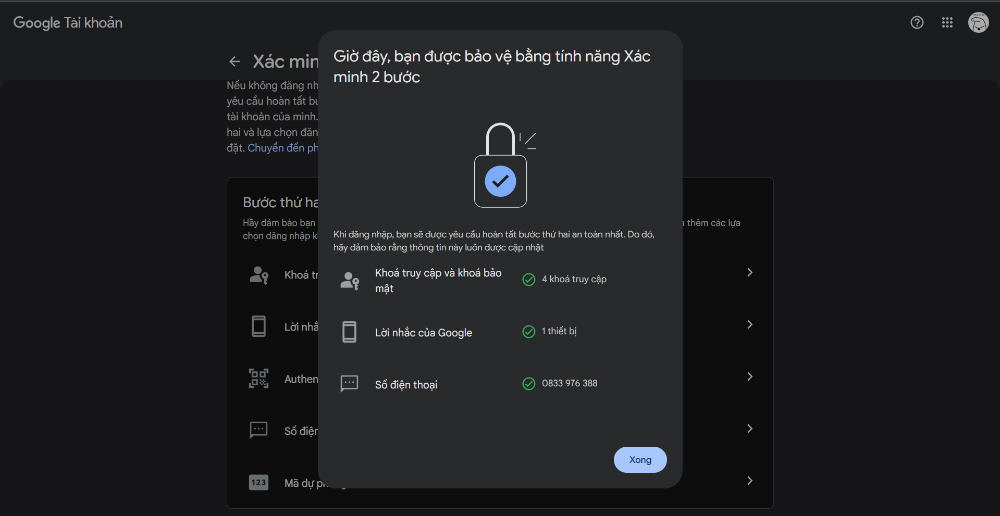 Google Tài khoản
Xác min
Nếu không đăng nh
yêu cầu hoàn tất bư
tài khoản của mình.
hai và lựa chọn đăn
đặt. Chuyển đến ph
Bước thứ ha
Hãy đảm bảo bạn
a thêm các lựa
chọn đăng nhập k
Khoá tr
Lời nhắ
Authen
Số điện
123
Mã dự phòng
Giờ đây, bạn được bảo vệ bằng tính năng Xác
minh 2 bước
Khi đăng nhập, bạn sẽ được yêu cầu hoàn tất bước thứ hai an toàn nhất. Do đó,
hãy đảm bảo rằng thông tin này luôn được cập nhật
Khoá truy cập và khoá bảo
mật
4 khoá truy cập
Lời nhắc của Google
1 thiết bị
Số điện thoại
0833 976 388
Xong